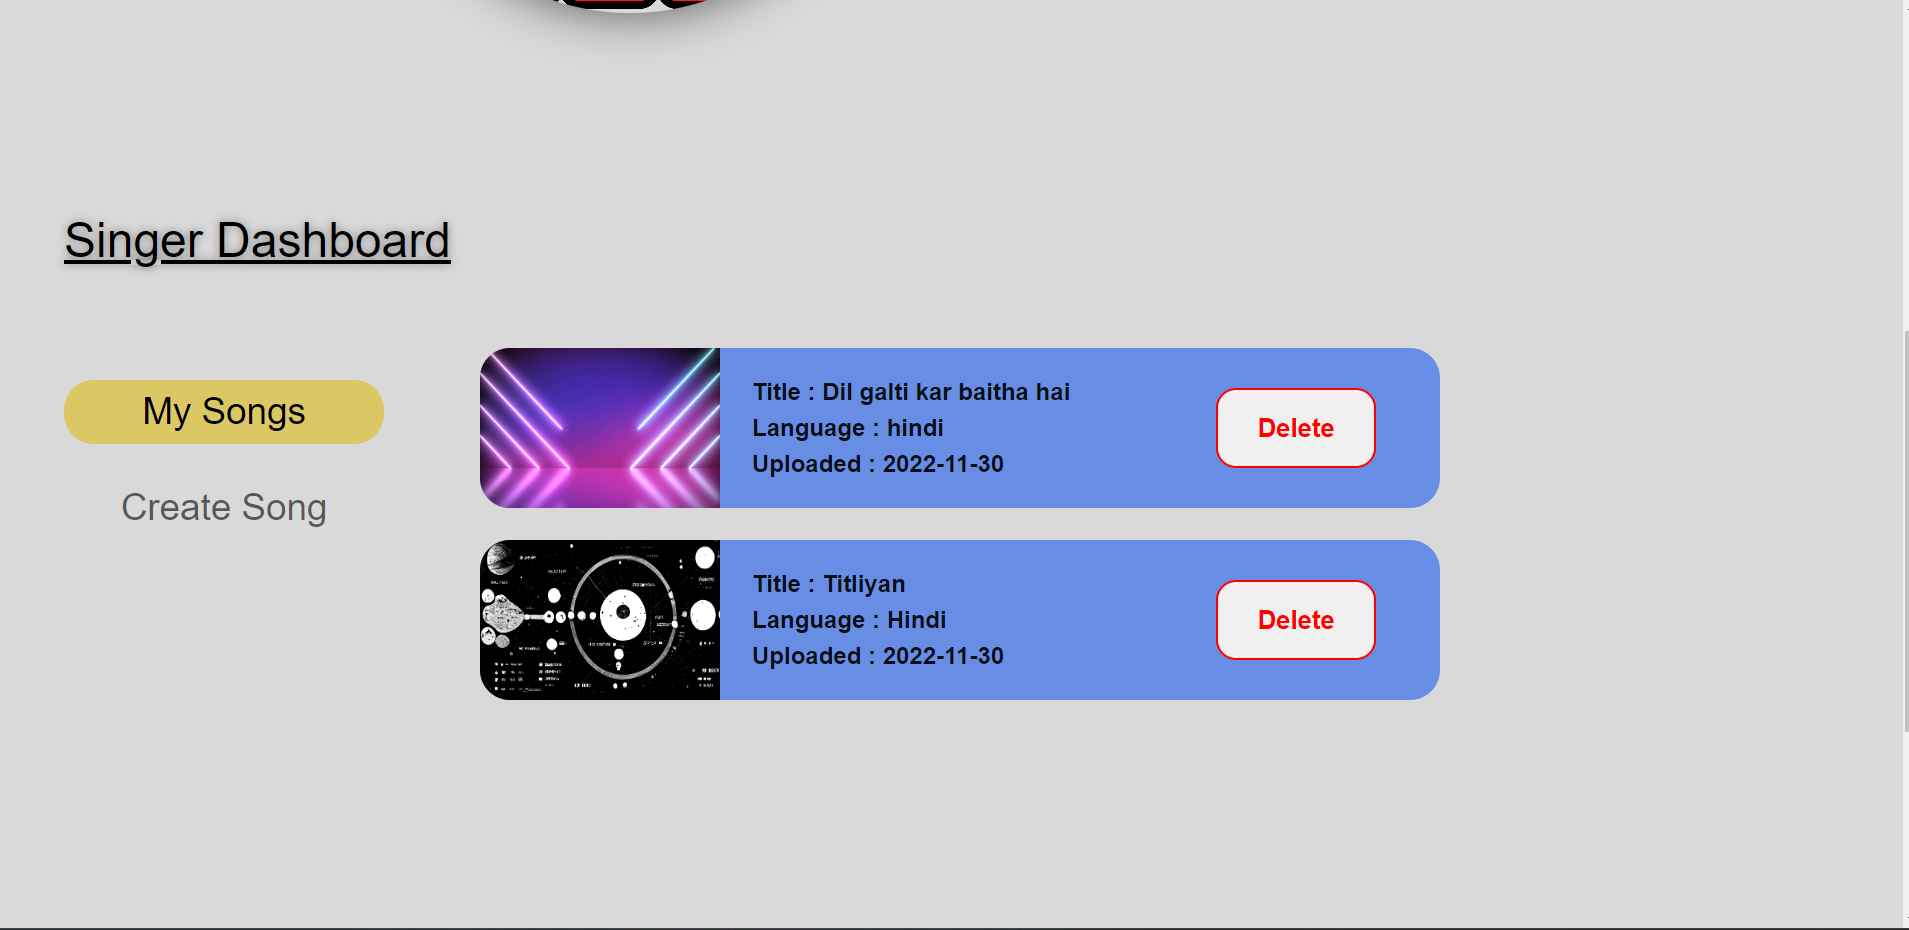 Singer Dashboard
My Songs
Create Song
Title : Dil galti kar baitha hai
Language : hindi
Uploaded : 2022-11-30
Delete
Title : Titliyan
Language : Hindi
Uploaded : 2022-11-30
Delete